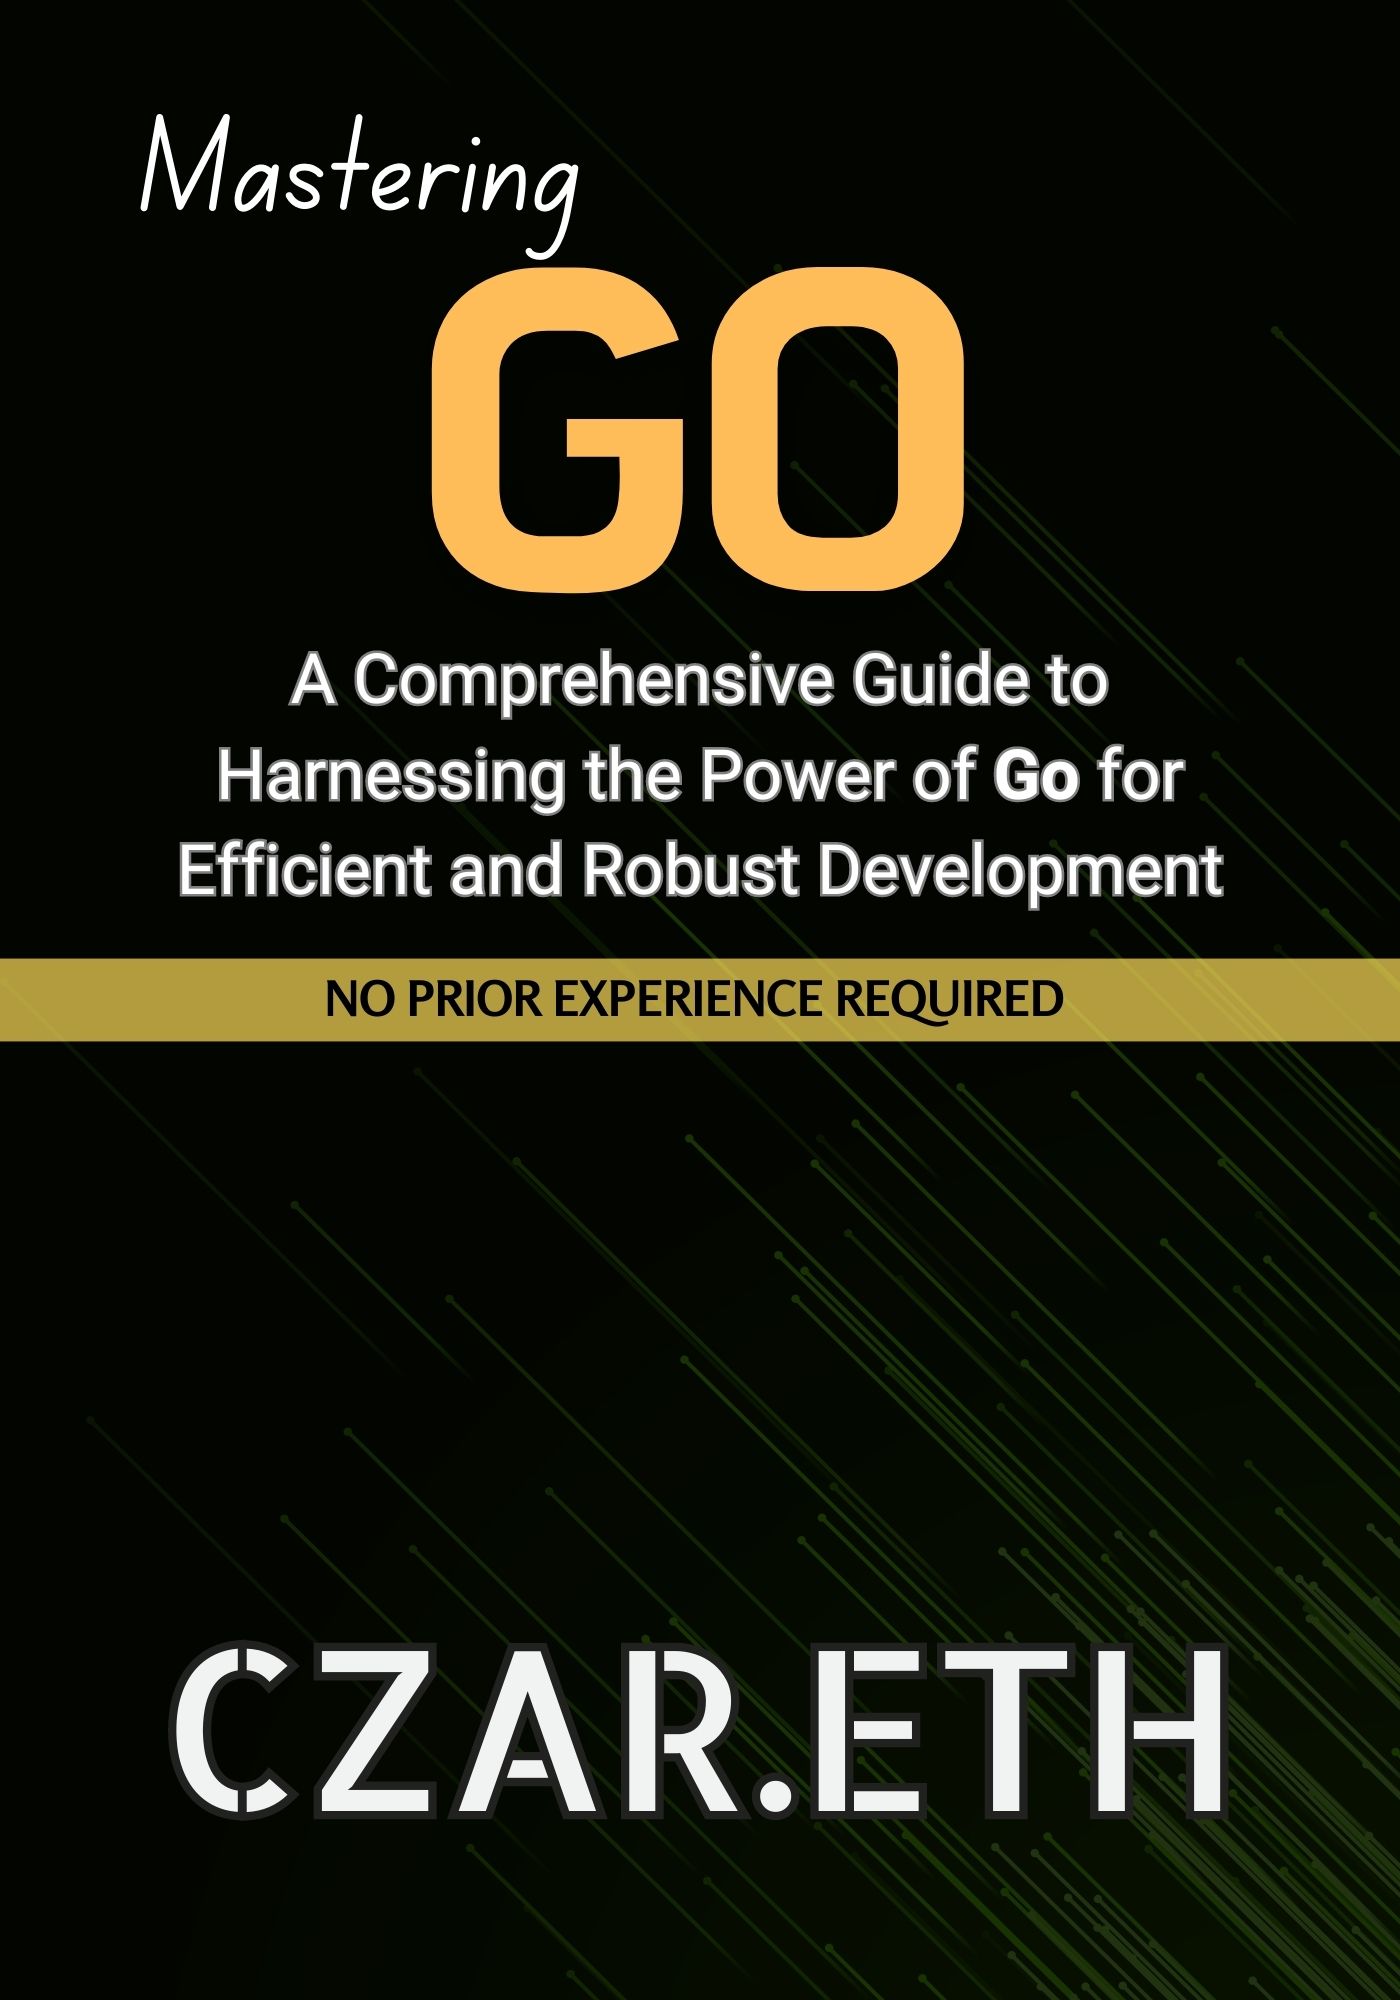 Mastering
GO
A Comprehensive Guide to
Harnessing the Power of Go for
Efficient and Robust Development
NO PRIOR EXPERIENCE REQUIRED
CZAR.ETH